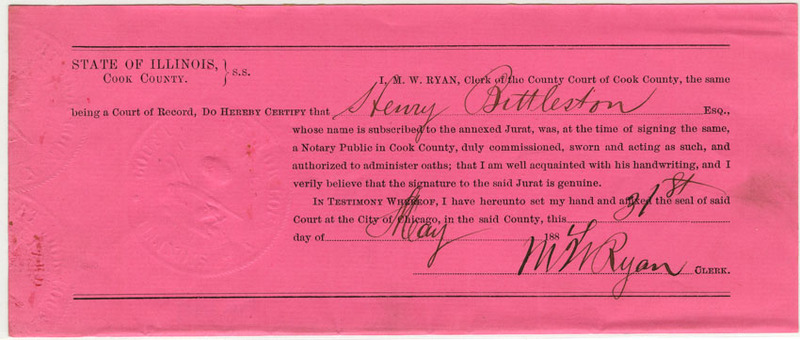 STATE OF ILLINOIS, } S.S.
COOK COUNTY.
I, M. W. RYAN, Clerk of the County Court of Cook County, the same
being a Court of Record, DO HEREBY CERTIFY that Henry Bittleston ESQ.,
whose name is subscribed to the annexed Jurat, was, at the time of signing the same,
a Notary Public in Cook County, duly commissioned, sworn and acting as such, and
authorized to administer oaths; that I am well acquainted with his handwriting, and I
verily believe that the signature to the said Jurat is genuine.
IN TESTIMONY WHEREOF, I have hereunto set my hand and affixed the seal of said
Court at the City of Chicago, in the said County, this 31st
day of May 188
M W Ryan CLERK.